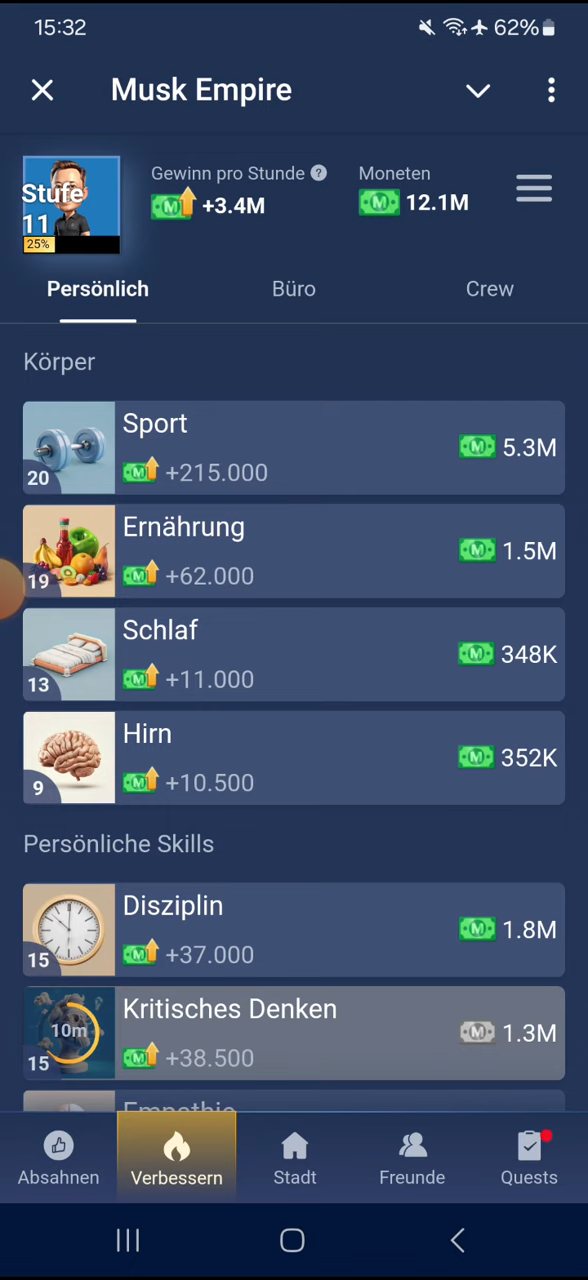 15:32
62%
Musk Empire
Stufe
11
25%
Gewinn pro Stunde ?
+3.4M
Moneten
12.1M
Persönlich
Büro
Crew
Körper
Sport
+215.000
5.3M
20
Ernährung
+62.000
1.5M
19
Schlaf
+11.000
348K
13
Hirn
+10.500
352K
9
Persönliche Skills
Disziplin
+37.000
1.8M
15
Kritisches Denken
10m
+38.500
1.3M
15
Empathie
Absahnen
Verbessern
Stadt
Freunde
Quests